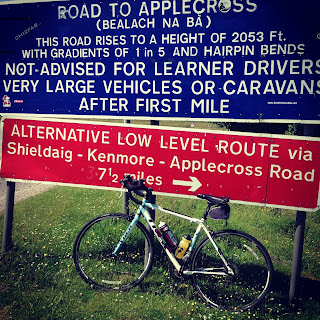 ROAD TO APPLECROSS
(BEALACH NA BÀ)
THIS ROAD RISES TO A HEIGHT OF 2053 Ft.
WITH GRADIENTS OF 1 in 5 AND HAIRPIN BENDS
NOT ADVISED FOR LEARNER DRIVERS
VERY LARGE VEHICLES OR CARAVANS
AFTER FIRST MILE
ALTERNATIVE LOW LEVEL ROUTE via
Shieldaig - Kenmore - Applecross Road
7½ miles